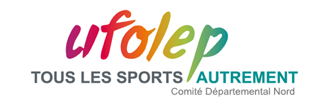 ufolep
TOUS LES SPORTS AUTREMENT
Comité Départemental Nord